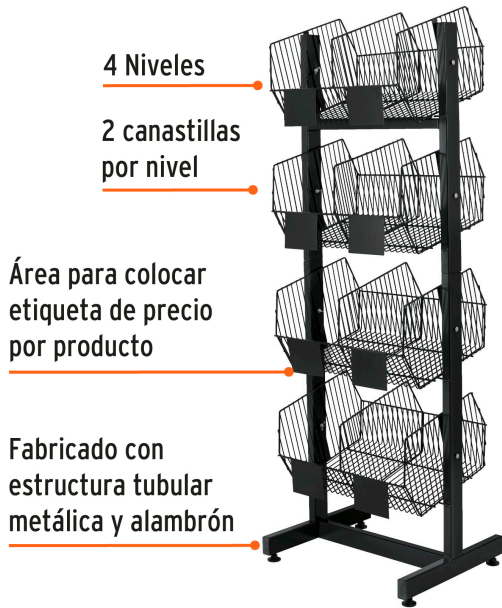 4 Niveles
2 canastillas
por nivel
Área para colocar
etiqueta de precio
por producto
Fabricado con
estructura tubular
metálica y alambrón